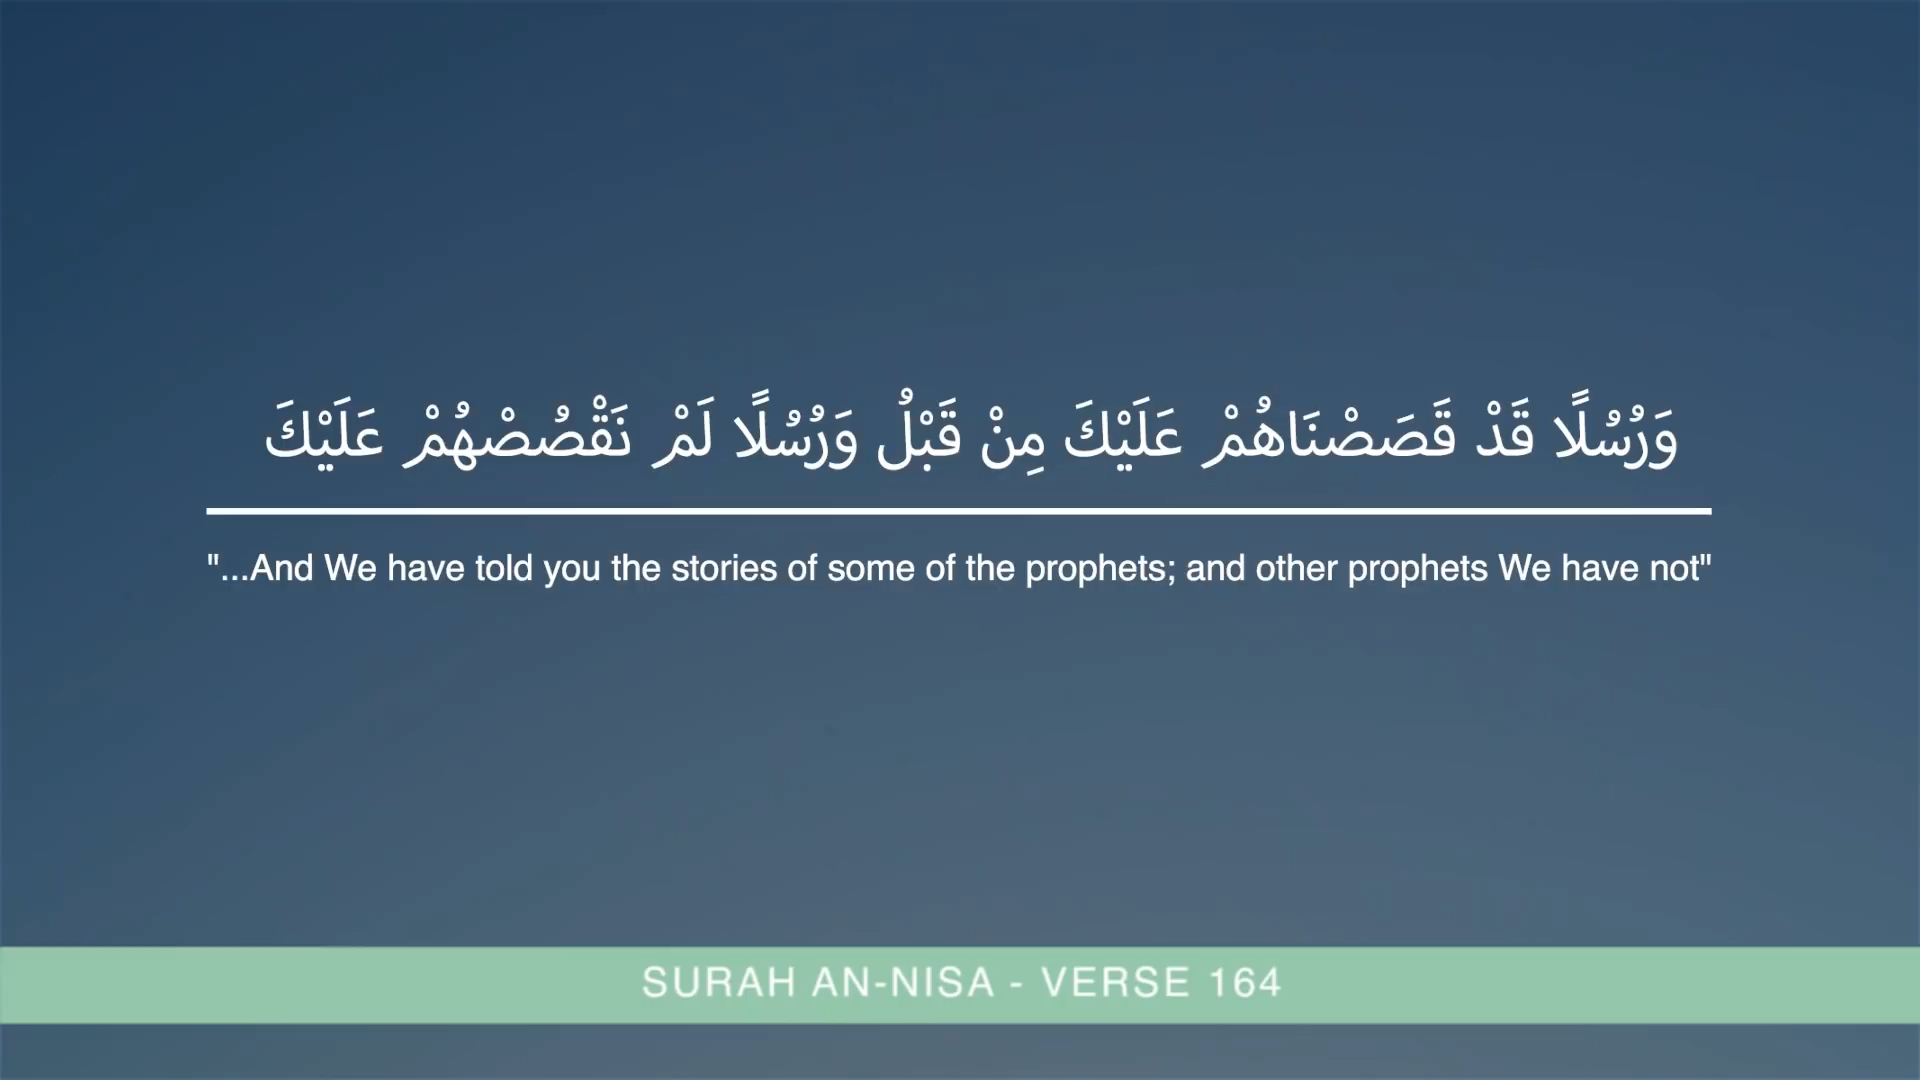 وَرُسُلًا قَدْ قَصَصْنَاهُمْ عَلَيْكَ مِنْ قَبْلُ وَرُسُلًا لَمْ نَقْصُصْهُمْ عَلَيْكَ
"...And We have told you the stories of some of the prophets; and other prophets We have not"
SURAH AN-NISA - VERSE 164